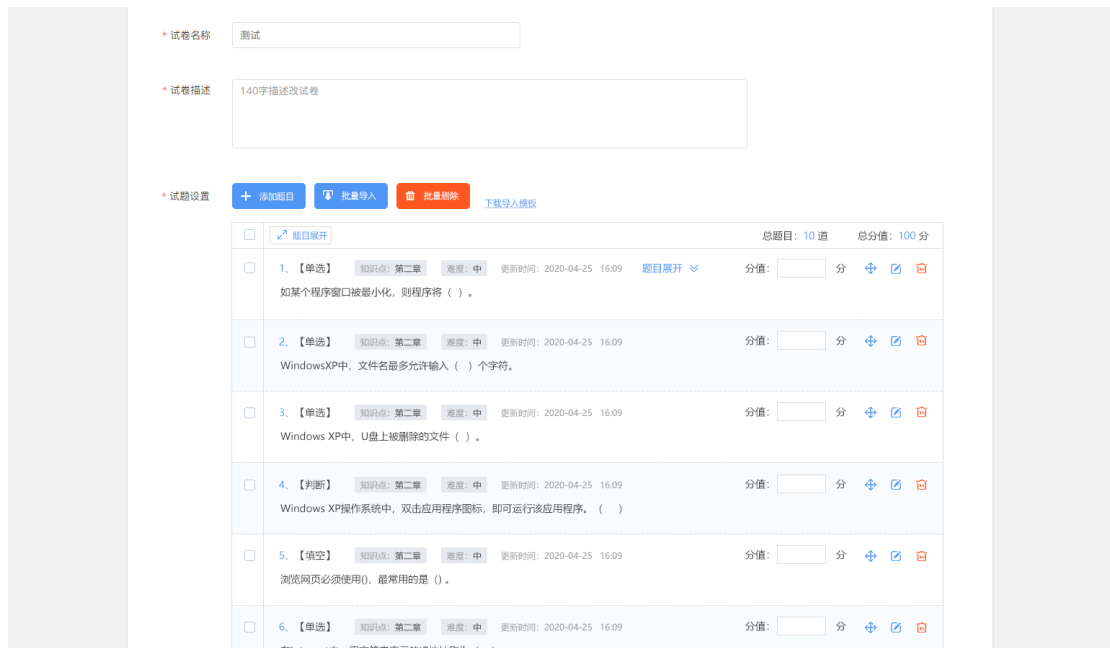 * 试卷名称 测试
* 试卷描述 140字描述改试卷
* 试题设置 添加题目 批量导入 批量删除 下载导入模板
题目展开 总题目：10 道 总分值：100 分
1、【单选】 知识点：第二章 难度：中 更新时间：2020-04-25 16:09 题目展开 分值： 分
如某个程序窗口被最小化，则程序将（ ）。
2、【单选】 知识点：第二章 难度：中 更新时间：2020-04-25 16:09 分值： 分
WindowsXP中，文件名最多允许输入（ ）个字符。
3、【单选】 知识点：第二章 难度：中 更新时间：2020-04-25 16:09 分值： 分
Windows XP中，U盘上被删除的文件（ ）。
4、【判断】 知识点：第二章 难度：中 更新时间：2020-04-25 16:09 分值： 分
Windows XP操作系统中，双击应用程序图标，即可运行该应用程序。（ ）
5、【填空】 知识点：第二章 难度：中 更新时间：2020-04-25 16:09 分值： 分
浏览网页必须使用()，最常用的是（）。
6、【单选】 知识点：第二章 难度：中 更新时间：2020-04-25 16:09 分值： 分